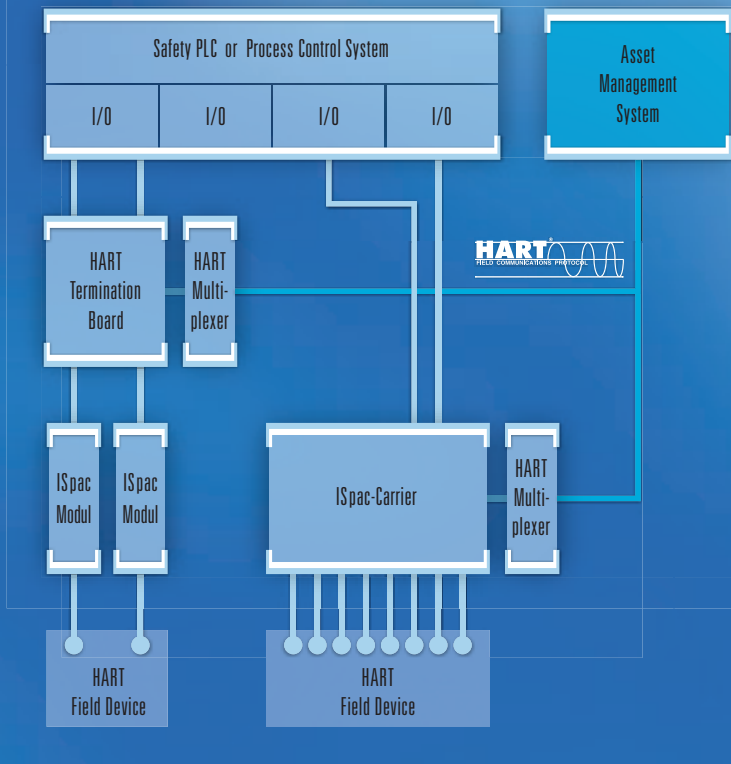 Safety PLC or Process Control System
I/O
I/O
I/O
I/O
Asset
Management
System
HART
Termination
Board
HART
Multi-
plexer
HART®
FIELD COMMUNICATIONS PROTOCOL
ISpac
Modul
ISpac
Modul
ISpac-Carrier
HART
Multi-
plexer
HART
Field Device
HART
Field Device